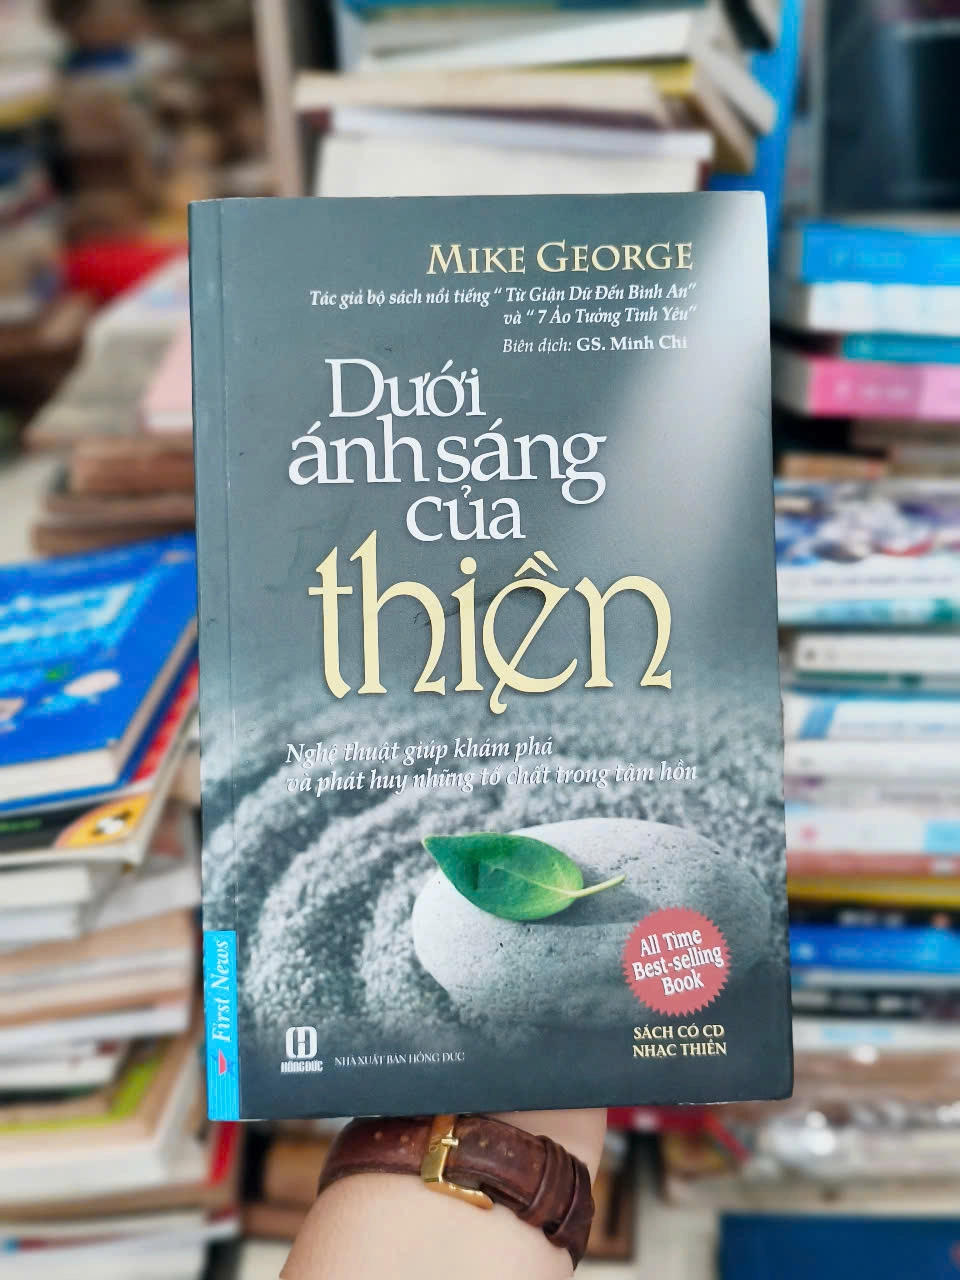 MIKE GEORGE
Tác giả bộ sách nổi tiếng “ Từ Giận Dữ Đến Bình An”
và “ 7 Ảo Tưởng Tình Yêu”
Biên dịch: GS. Minh Chi
Dưới
ánh sáng
của
thiền
Nghệ thuật giúp khám phá
và phát huy những tố chất trong tâm hồn
All Time
Best-selling
Book
SÁCH CÓ CD
NHẠC THIỀN
First News
HỒNG ĐỨC
NHÀ XUẤT BẢN HỒNG ĐỨC